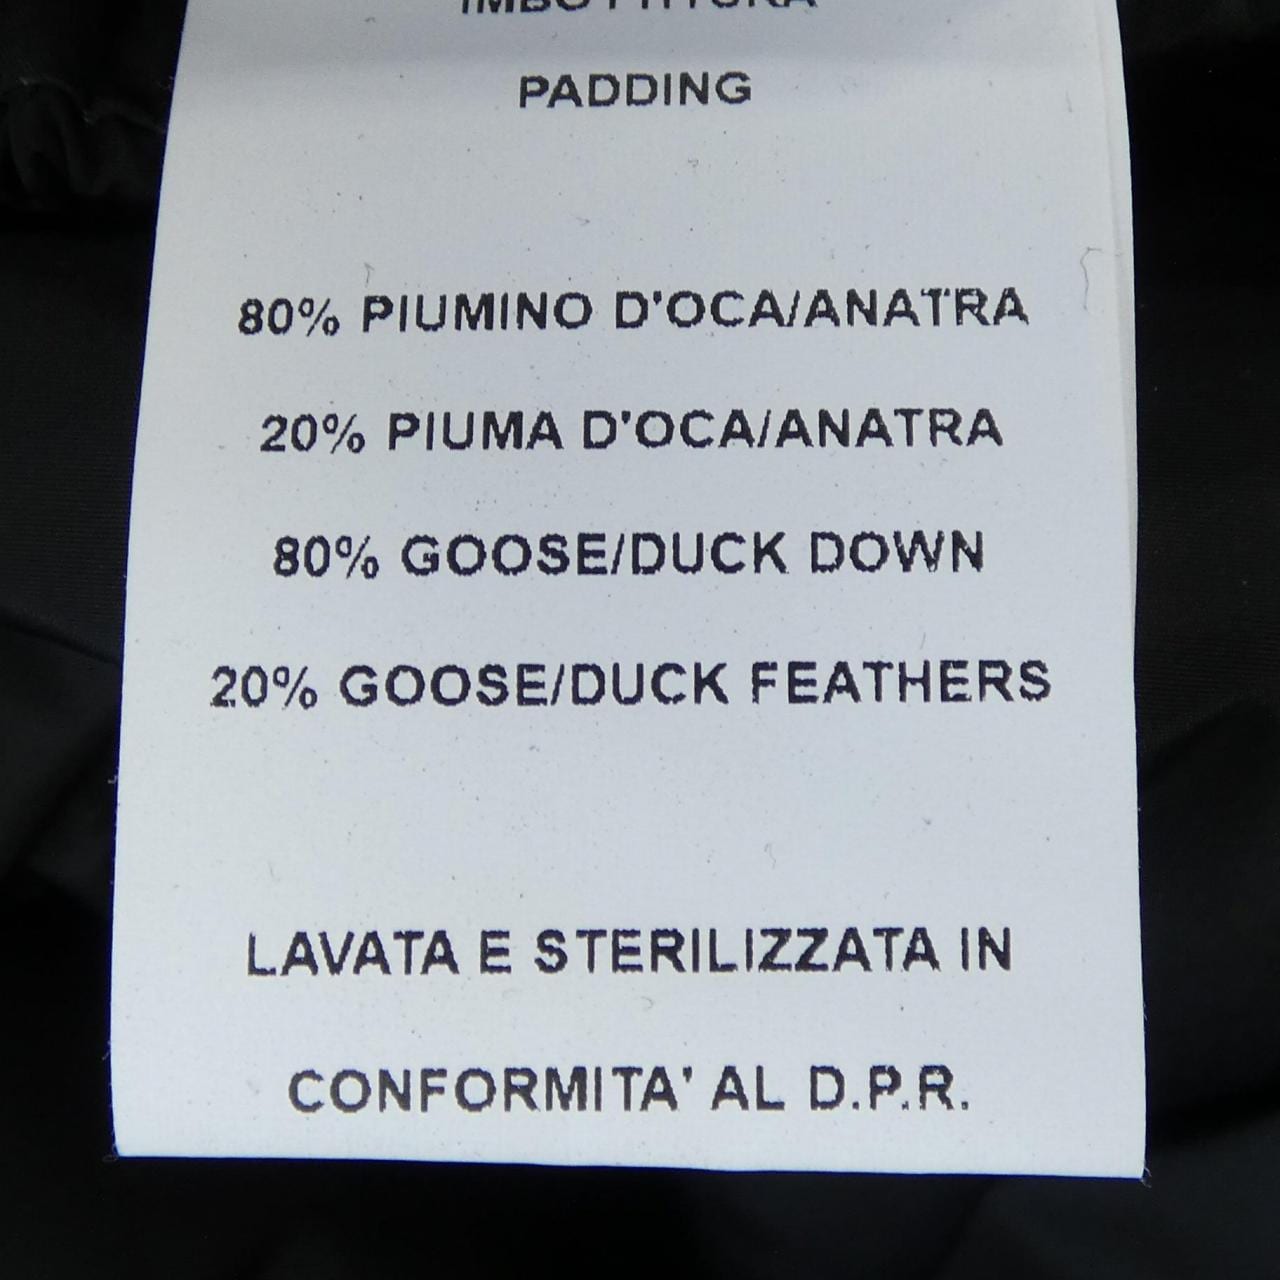 IMBOTTITURA
PADDING
80% PIUMINO D'OCA/ANATRA
20% PIUMA D'OCA/ANATRA
80% GOOSE/DUCK DOWN
20% GOOSE/DUCK FEATHERS
LAVATA E STERILIZZATA IN
CONFORMITA' AL D.P.R.